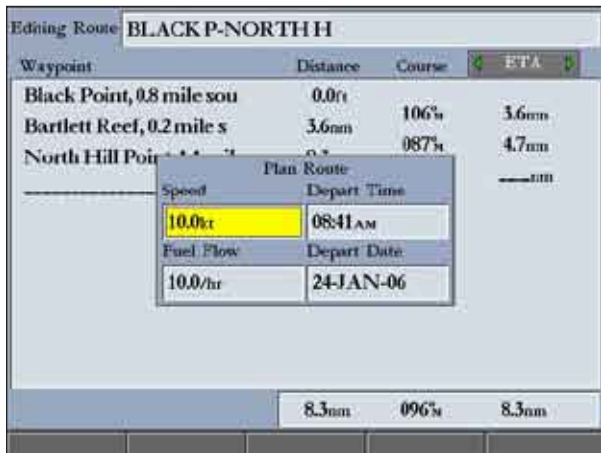 Editing Route BLACK P-NORTH H
Waypoint Distance Course ETA
Black Point, 0.8 mile sou 0.0ft
106°M 3.6nm
Bartlett Reef, 0.2 mile s 3.6nm
087°M 4.7nm
North Hill
nm
Plan Route
Speed Depart Time
10.0kt 08:41AM
Fuel Flow Depart Date
10.0/hr 24-JAN-06
8.3nm 096°M 8.3nm